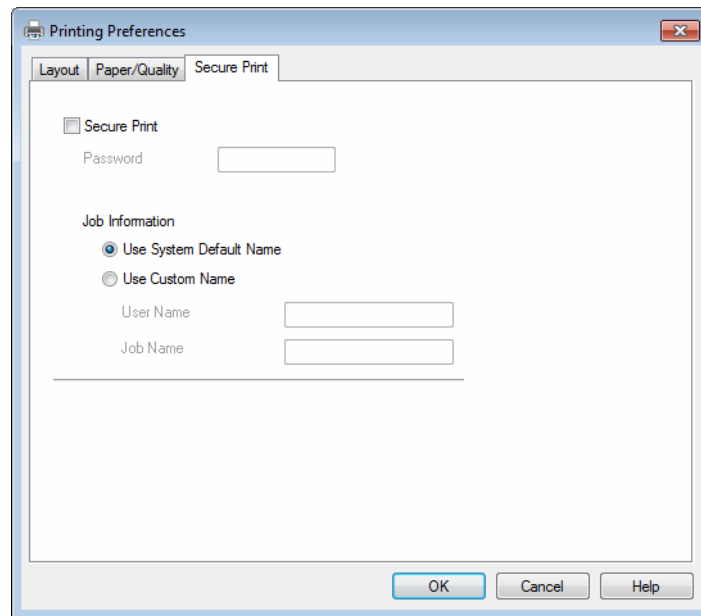 Printing Preferences
Layout Paper/Quality Secure Print
Secure Print
Password
Job Information
Use System Default Name
Use Custom Name
User Name
Job Name
OK Cancel Help